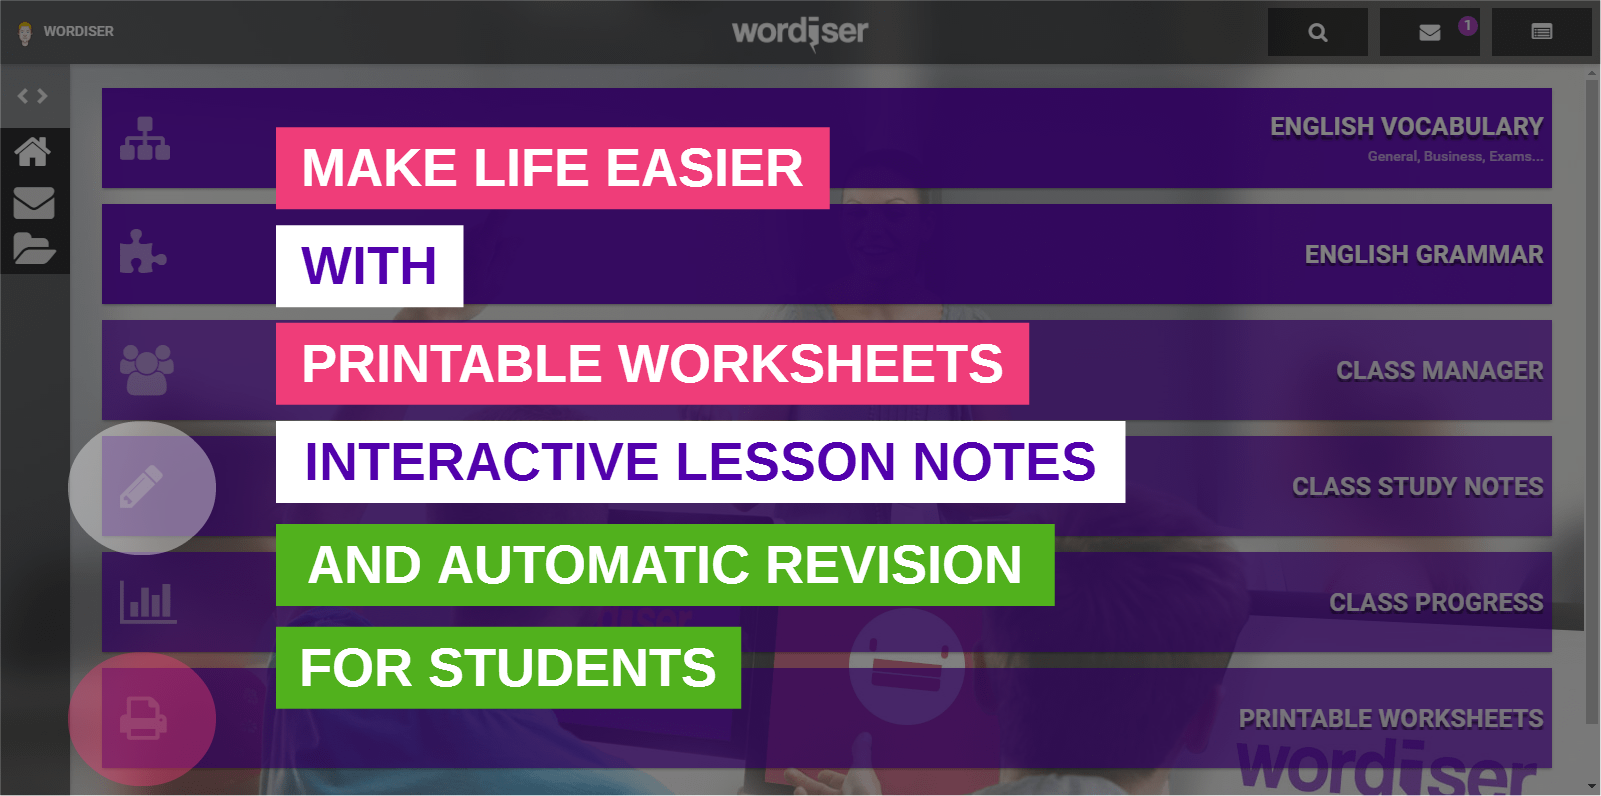 WORDISER
wordiser
1
ENGLISH VOCABULARY
General, Business, Exams...
MAKE LIFE EASIER
WITH
ENGLISH GRAMMAR
PRINTABLE WORKSHEETS
CLASS MANAGER
INTERACTIVE LESSON NOTES
CLASS STUDY NOTES
AND AUTOMATIC REVISION
CLASS PROGRESS
FOR STUDENTS
PRINTABLE WORKSHEETS
wordiser